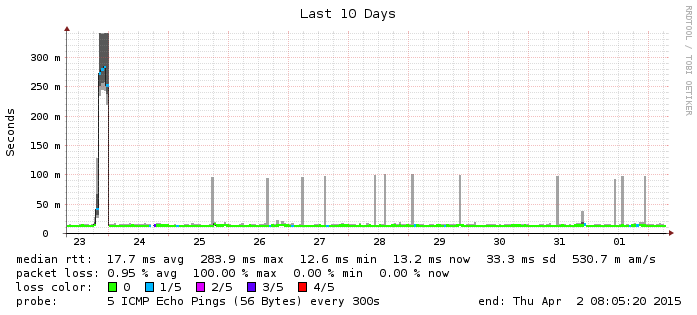 Last 10 Days
RRDTOOL / TOBI OETIKER
Seconds
300 m
250 m
200 m
150 m
100 m
50 m
0
23 24 25 26 27 28 29 30 31 01
median rtt: 17.7 ms avg 283.9 ms max 12.6 ms min 13.2 ms now 33.3 ms sd 530.7 m am/s
packet loss: 0.95 % avg 100.00 % max 0.00 % min 0.00 % now
loss color: 0 1/5 2/5 3/5 4/5
probe: 5 ICMP Echo Pings (56 Bytes) every 300s end: Thu Apr 2 08:05:20 2015